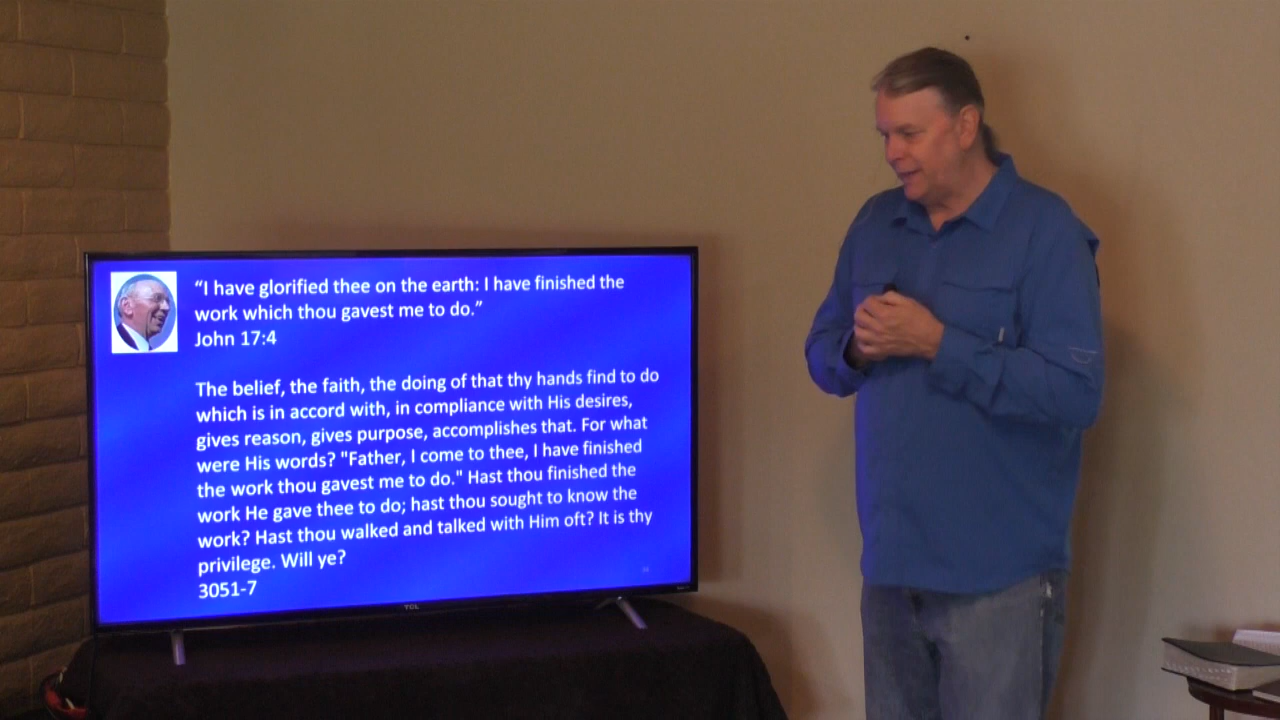 “I have glorified thee on the earth: I have finished the
work which thou gavest me to do.”
John 17:4
The belief, the faith, the doing of that thy hands find to do
which is in accord with, in compliance with His desires,
gives reason, gives purpose, accomplishes that. For what
were His words? "Father, I come to thee, I have finished
the work thou gavest me to do." Hast thou finished the
work He gave thee to do; hast thou sought to know the
work? Hast thou walked and talked with Him oft? It is thy
privilege. Will ye?
3051-7
TCL